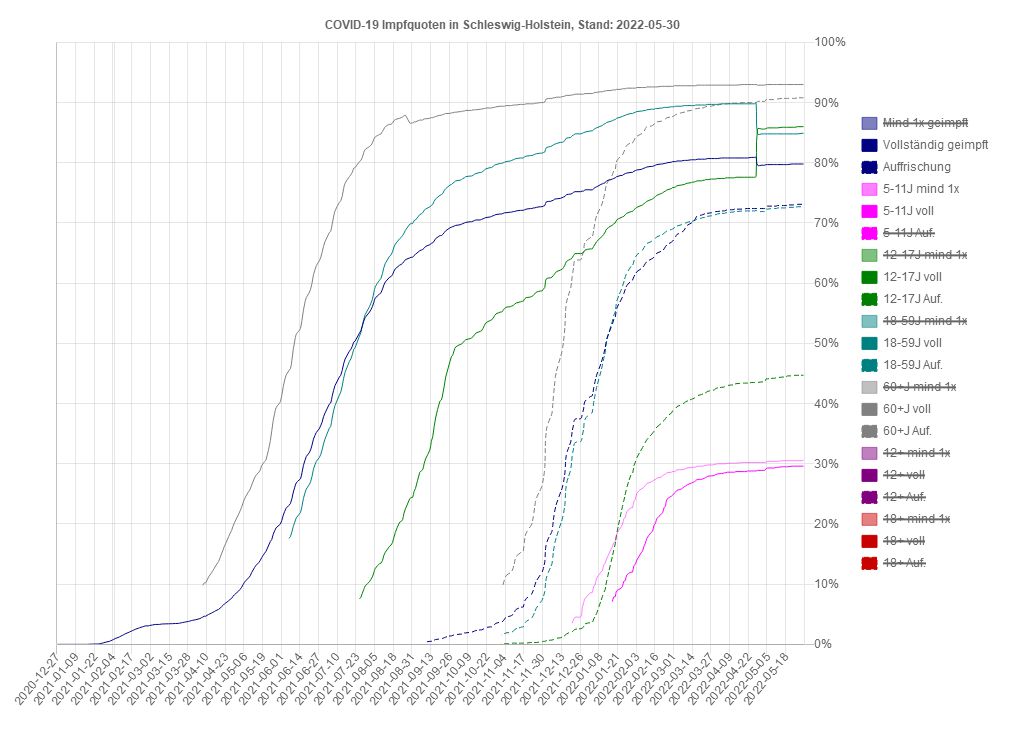 COVID-19 Impfquoten in Schleswig-Holstein, Stand: 2022-05-30
100%
90%
80%
70%
60%
50%
40%
30%
20%
10%
0%
Mind 1x geimpft
Vollständig geimpft
Auffrischung
5-11J mind 1x
5-11J voll
5-11J Auf.
12-17J mind 1x
12-17J voll
12-17J Auf.
18-59J mind 1x
18-59J voll
18-59J Auf.
60+J mind 1x
60+J voll
60+J Auf.
12+ mind 1x
12+ voll
12+ Auf.
18+ mind 1x
18+ voll
18+ Auf.
2020-12-27
2021-01-09
2021-01-22
2021-02-04
2021-02-17
2021-03-02
2021-03-15
2021-03-28
2021-04-10
2021-04-23
2021-05-06
2021-05-19
2021-06-01
2021-06-14
2021-06-27
2021-07-10
2021-07-23
2021-08-05
2021-08-18
2021-08-31
2021-09-13
2021-09-26
2021-10-09
2021-10-22
2021-11-04
2021-11-17
2021-11-30
2021-12-13
2021-12-26
2022-01-08
2022-01-21
2022-02-03
2022-02-16
2022-03-01
2022-03-14
2022-03-27
2022-04-09
2022-04-22
2022-05-05
2022-05-18